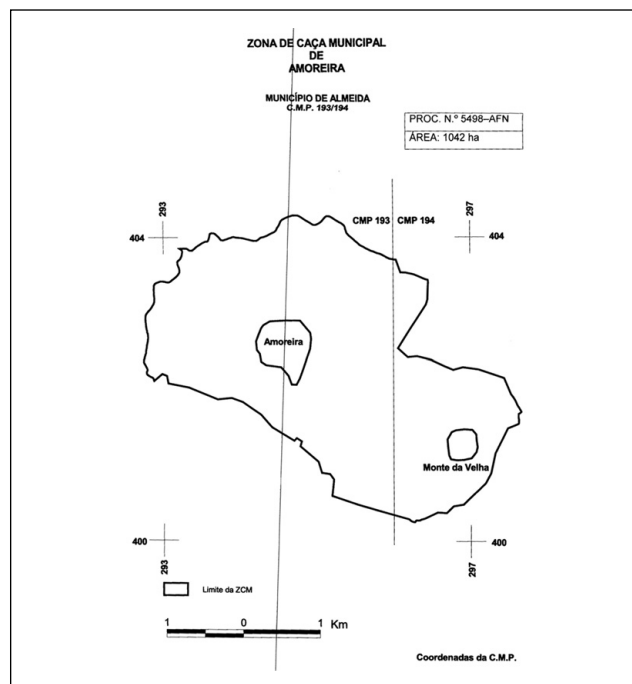 ZONA DE CAÇA MUNICIPAL
DE
AMOREIRA
MUNICÍPIO DE ALMEIDA
C.M.P. 193/194
PROC. N.º 5498–AFN
ÁREA: 1042 ha
293
297
CMP 193 CMP 194
404
404
Amoreira
Monte da Velha
400
400
293
297
Limite da ZCM
1 0 1 Km
Coordenadas da C.M.P.